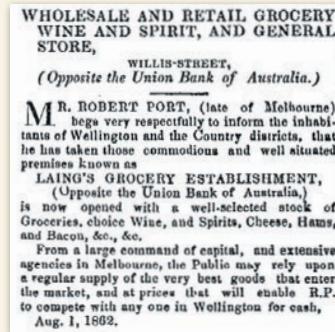 WHOLESALE AND RETAIL GROCERY
WINE AND SPIRIT, AND GENERAL
STORE,
WILLIS-STREET,
(Opposite the Union Bank of Australia.)
MR. ROBERT PORT, (late of Melbourne)
begs very respectfully to inform the inhabi-
tants of Wellington and the Country districts, that
he has taken those commodious and well situated
premises known as
LAING'S GROCERY ESTABLISHMENT,
(Opposite the Union Bank of Australia,)
is now opened with a well-selected stock of
Groceries, choice Wine, and Spirits, Cheese, Hams,
and Bacon, &c., &c.
From a large command of capital, and extensive
agencies in Melbourne, the Public may rely upon
a regular supply of the very best goods that enter
the market, and at prices that will enable R.P.
to compete with any one in Wellington for cash,
Aug. 1, 1862.